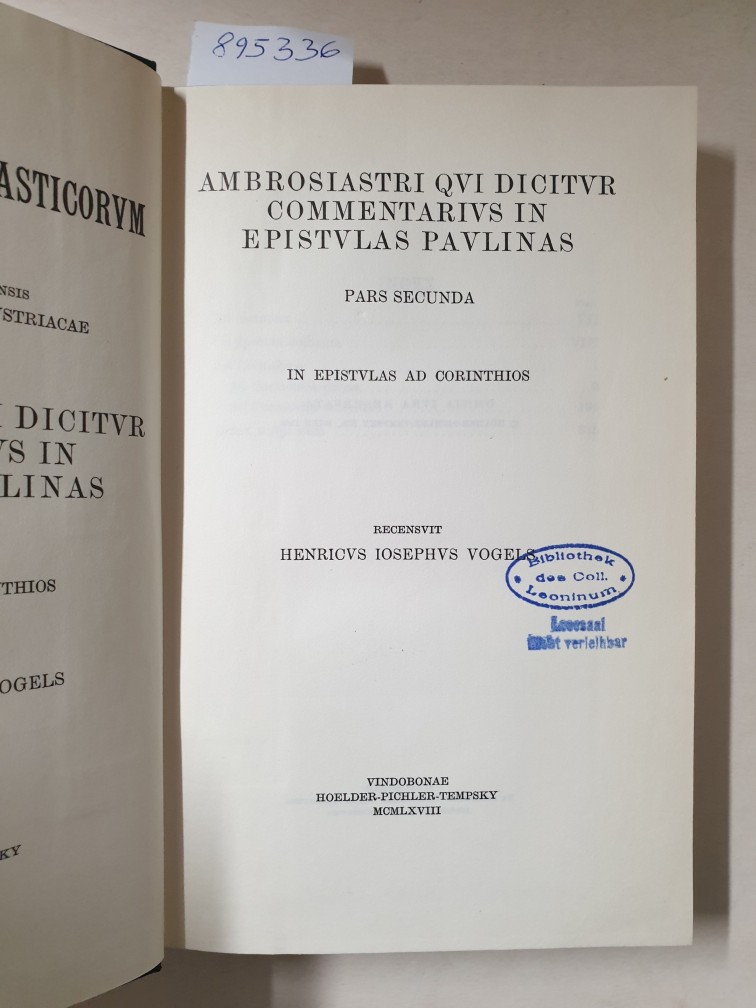 895336
ASTICORVM
NSIS
STRIACAE
DICITVR
VS IN
LINAS
THIOS
OGELS
KY
AMBROSIASTRI QVI DICITVR
COMMENTARIVS IN
EPISTVLAS PAVLINAS
PARS SECUNDA
IN EPISTVLAS AD CORINTHIOS
RECENSVIT
HENRICVS IOSEPHVS VOGELS
Bibliothek
des Coll.
Leoninum
Lesesaal
nicht verleihbar
VINDOBONAE
HOELDER-PICHLER-TEMPSKY
MCMLXVIII